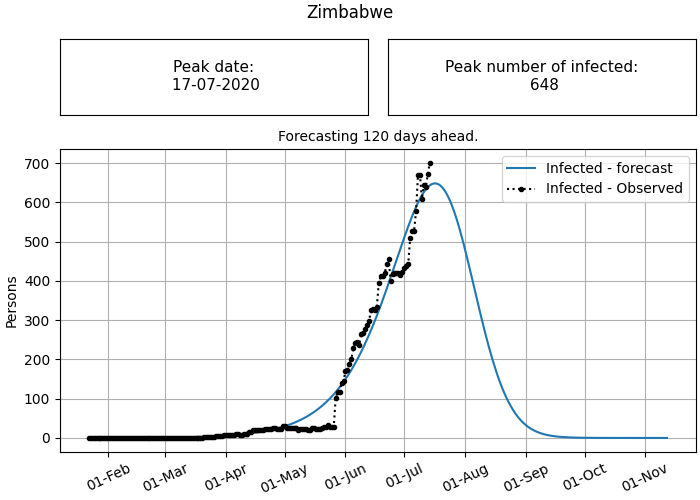 Zimbabwe
Peak date:
17-07-2020
Peak number of infected:
648
Forecasting 120 days ahead.
Infected - forecast
Infected - Observed
Persons
700
600
500
400
300
200
100
0
01-Feb
01-Mar
01-Apr
01-May
01-Jun
01-Jul
01-Aug
01-Sep
01-Oct
01-Nov